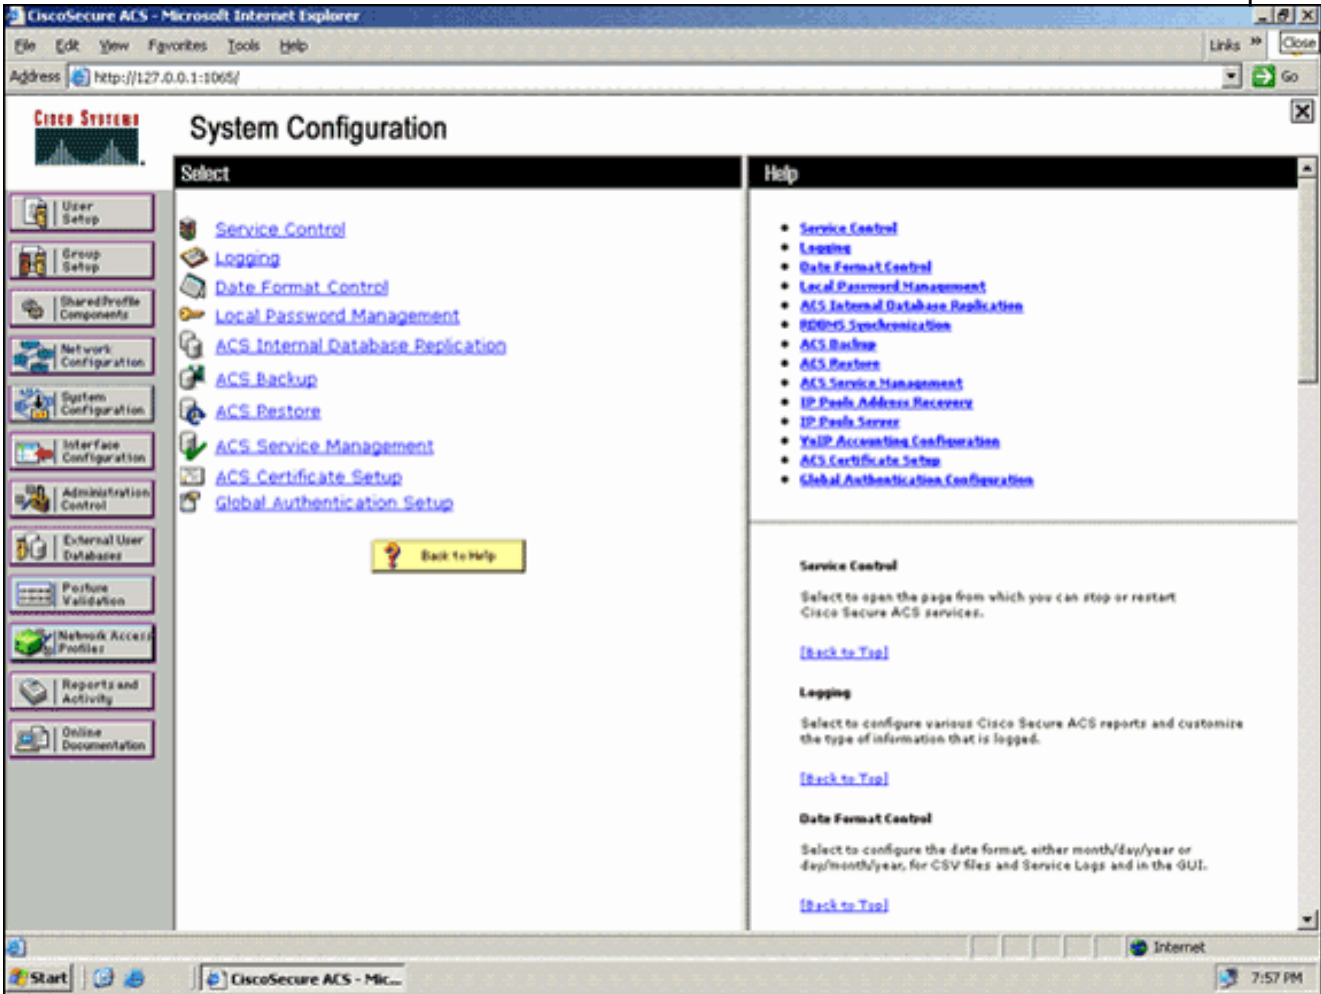 CiscoSecure ACS - Microsoft Internet Explorer
File Edit View Favorites Tools Help
Links »
Close
Address http://127.0.0.1:1065/
Go
CISCO SYSTEMS
System Configuration
Select
Help
User Setup
Group Setup
Shared Profile Components
Network Configuration
System Configuration
Interface Configuration
Administration Control
External User Databases
Posture Validation
Network Access Profiles
Reports and Activity
Online Documentation
Service Control
Logging
Date Format Control
Local Password Management
ACS Internal Database Replication
ACS Backup
ACS Restore
ACS Service Management
ACS Certificate Setup
Global Authentication Setup
Back to Help
Service Control
Logging
Date Format Control
Local Password Management
ACS Internal Database Replication
RDBMS Synchronization
ACS Backup
ACS Restore
ACS Service Management
IP Pools Address Recovery
IP Pools Server
VoIP Accounting Configuration
ACS Certificate Setup
Global Authentication Configuration
Service Control
Select to open the page from which you can stop or restart
Cisco Secure ACS services.
[Back to Top]
Logging
Select to configure various Cisco Secure ACS reports and customize
the type of information that is logged.
[Back to Top]
Date Format Control
Select to configure the date format, either month/day/year or
day/month/year, for CSV files and Service Logs and in the GUI.
[Back to Top]
Internet
Start
CiscoSecure ACS - Mic...
7:57 PM